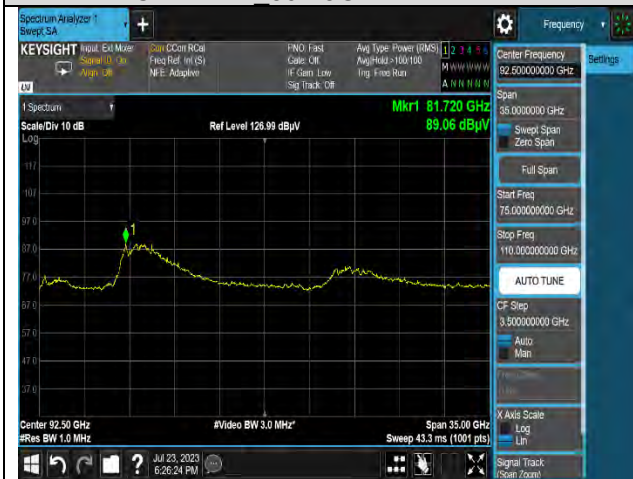 Spectrum Analyzer 1
Swept SA
Frequency
KEYSIGHT
Input: Ext Mixer
Signal ID: On
Align: Off
Corr CCorr RCal
Freq Ref: Int (S)
NFE: Adaptive
PNO: Fast
Gate: Off
IF Gain: Low
Sig Track: Off
Avg Type: Power (RMS)
Avg|Hold:>100/100
Trig: Free Run
1 2 3 4 5 6
M W W W W W
A N N N N N
Center Frequency
92.500000000 GHz
Settings
1 Spectrum
Scale/Div 10 dB
Log
Ref Level 126.99 dBµV
Mkr1 81.720 GHz
89.06 dBµV
Span
35.0000000 GHz
Swept Span
Zero Span
Full Span
Start Freq
75.000000000 GHz
Stop Freq
110.000000000 GHz
AUTO TUNE
CF Step
3.500000000 GHz
Auto
Man
X Axis Scale
Log
Lin
Signal Track
(Span Zoom)
117
107
97.0
87.0
77.0
67.0
57.0
47.0
37.0
1
Center 92.50 GHz
#Res BW 1.0 MHz
#Video BW 3.0 MHz*
Span 35.00 GHz
Sweep 43.3 ms (1001 pts)
Jul 23, 2023
6:26:24 PM